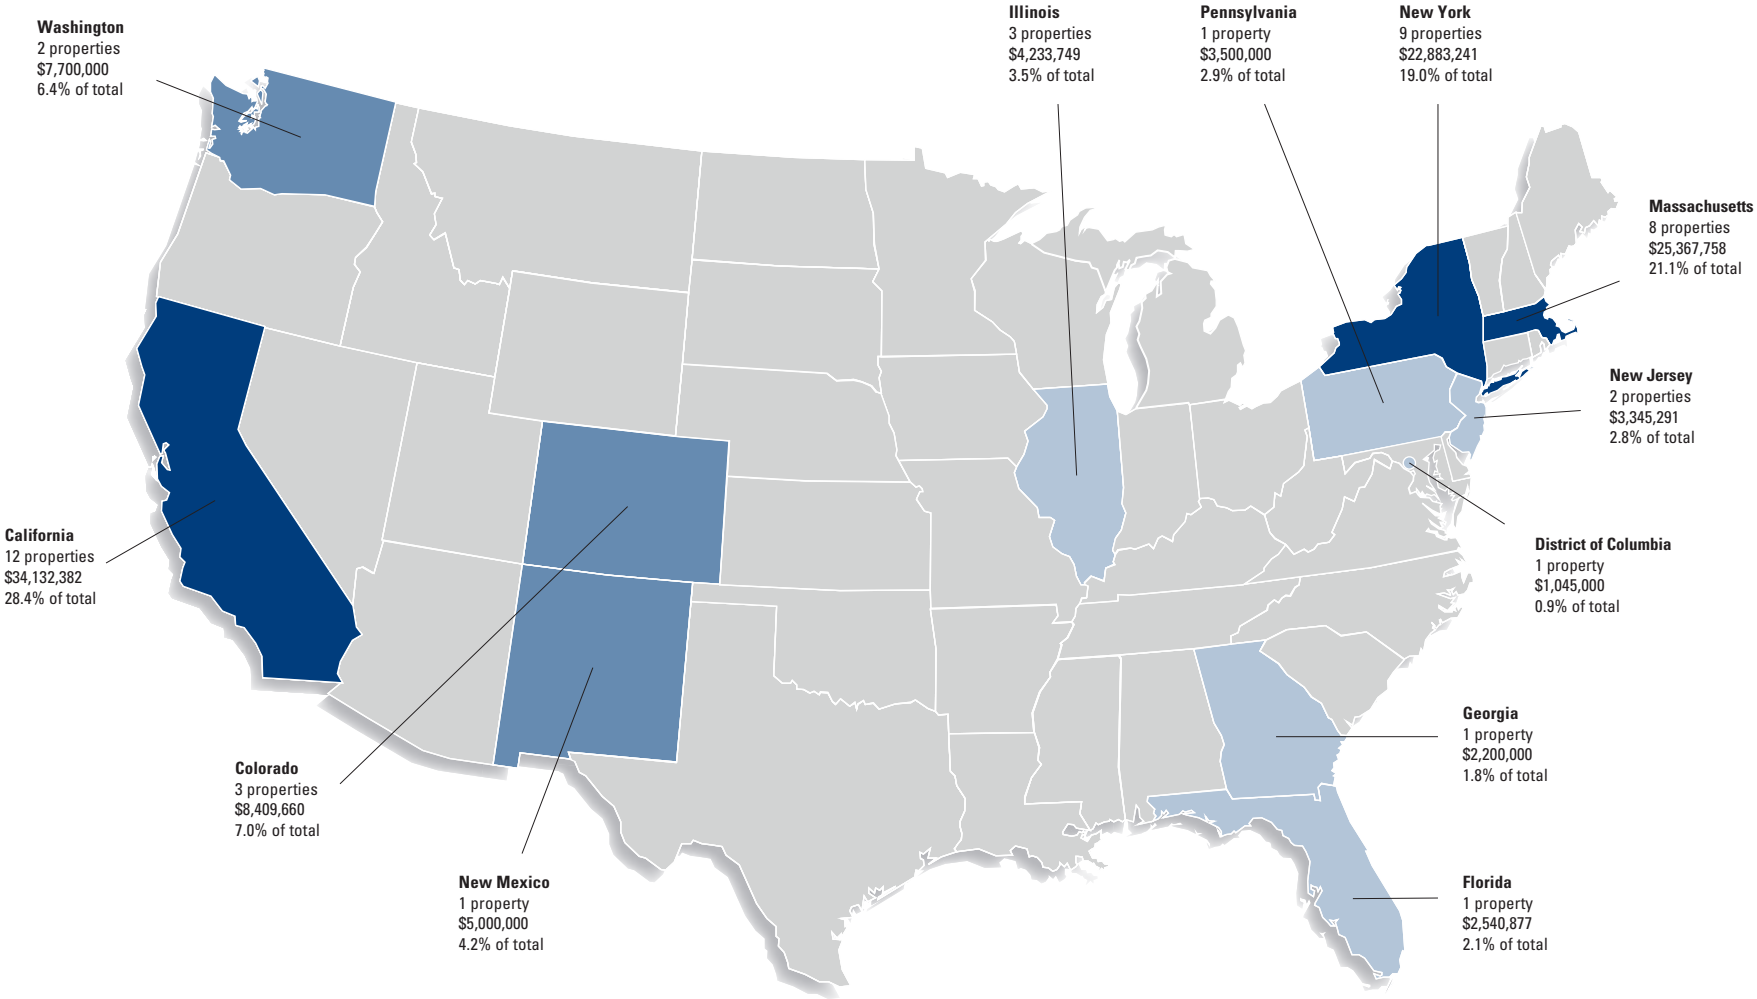 Washington
2 properties
$7,700,000
6.4% of total
Illinois
3 properties
$4,233,749
3.5% of total
Pennsylvania
1 property
$3,500,000
2.9% of total
New York
9 properties
$22,883,241
19.0% of total
Massachusetts
8 properties
$25,367,758
21.1% of total
New Jersey
2 properties
$3,345,291
2.8% of total
California
12 properties
$34,132,382
28.4% of total
District of Columbia
1 property
$1,045,000
0.9% of total
Georgia
1 property
$2,200,000
1.8% of total
Colorado
3 properties
$8,409,660
7.0% of total
New Mexico
1 property
$5,000,000
4.2% of total
Florida
1 property
$2,540,877
2.1% of total